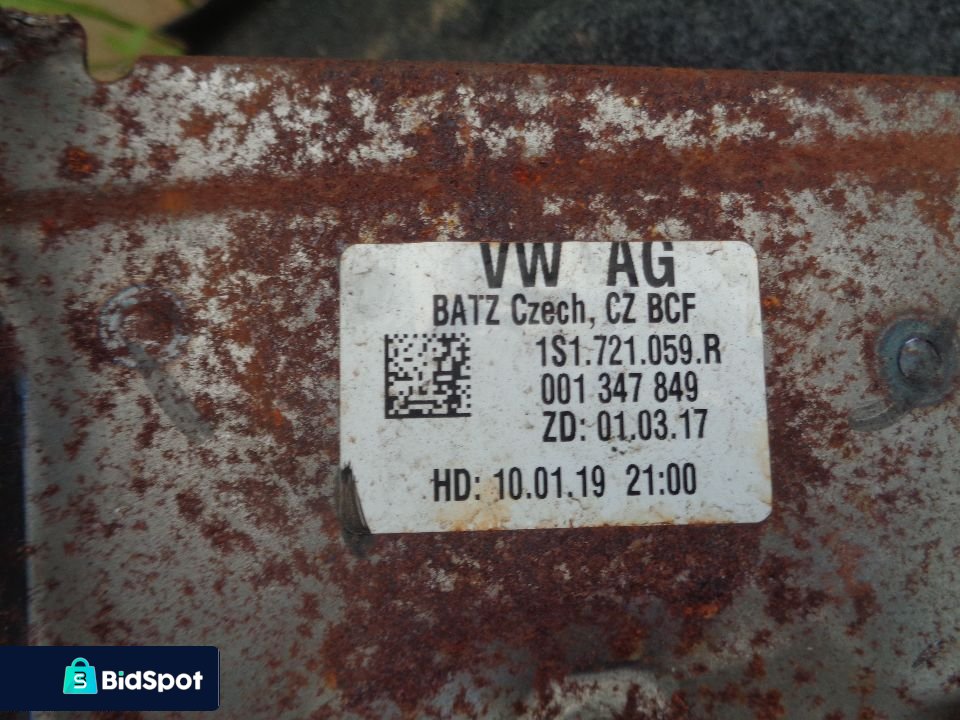 VW AG
BATZ Czech, CZ BCF
1S1.721.059.R
001 347 849
ZD: 01.03.17
HD: 10.01.19 21:00
BidSpot